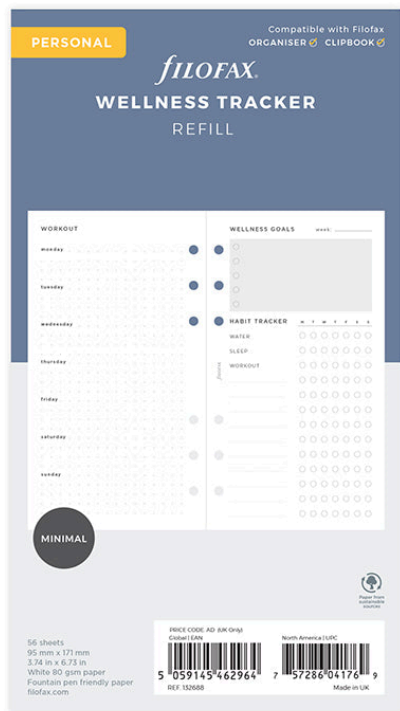 PERSONAL
Compatible with Filofax
ORGANISER CLIPBOOK
fILOFAX®
WELLNESS TRACKER
REFILL
WORKOUT
monday
tuesday
wednesday
thursday
friday
saturday
sunday
WELLNESS GOALS week:
HABIT TRACKER M T W T F S S
WATER
SLEEP
WORKOUT
filofax
MINIMAL
Paper from
sustainable
sources
56 sheets
95 mm x 171 mm
3.74 in x 6.73 in
White 80 gsm paper
Fountain pen friendly paper
filofax.com
PRICE CODE AD (UK Only)
Global | EAN
5 059145 462964
REF. 132688
North America | UPC
7 57286 04176 9
Made in UK